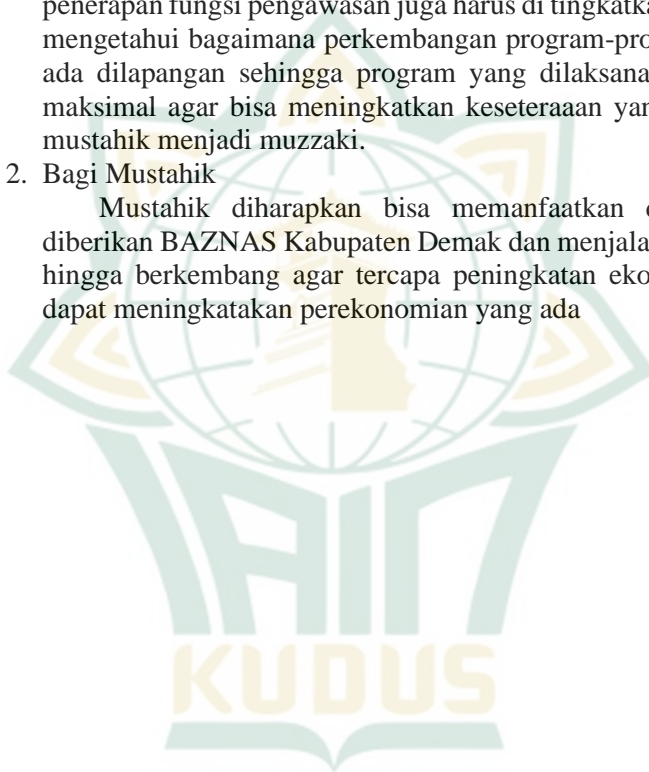 penerapan fungsi pengawasan juga harus di tingkatka
mengetahui bagaimana perkembangan program-pro
ada dilapangan sehingga program yang dilaksana
maksimal agar bisa meningkatkan keseteraaan yan
mustahik menjadi muzzaki.
2. Bagi Mustahik
Mustahik diharapkan bisa memanfaatkan
diberikan BAZNAS Kabupaten Demak dan menjala
hingga berkembang agar tercapa peningkatan eko
dapat meningkatakan perekonomian yang ada
IAIN
KUDUS